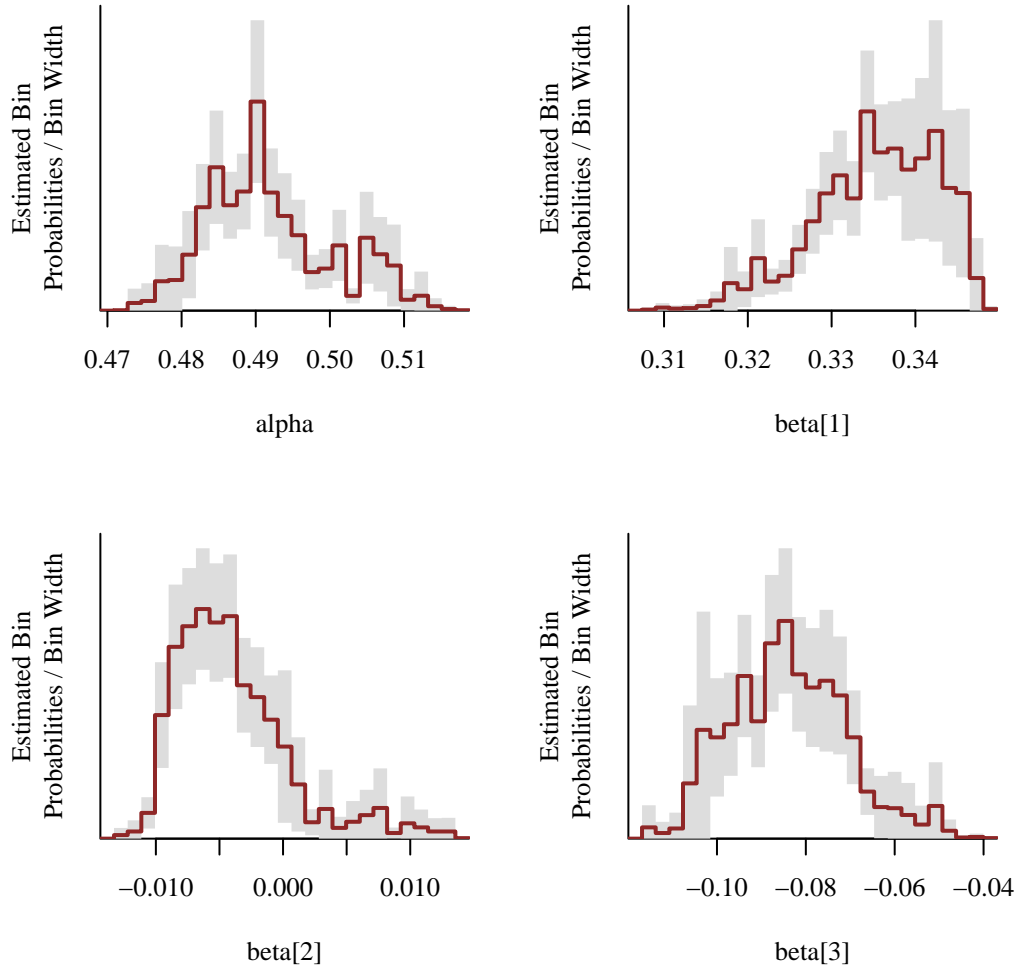 Estimated Bin
Probabilities / Bin Width
0.47 0.48 0.49 0.50 0.51
alpha
Estimated Bin
Probabilities / Bin Width
0.31 0.32 0.33 0.34
beta[1]
Estimated Bin
Probabilities / Bin Width
−0.010 0.000 0.010
beta[2]
Estimated Bin
Probabilities / Bin Width
−0.10 −0.08 −0.06 −0.04
beta[3]